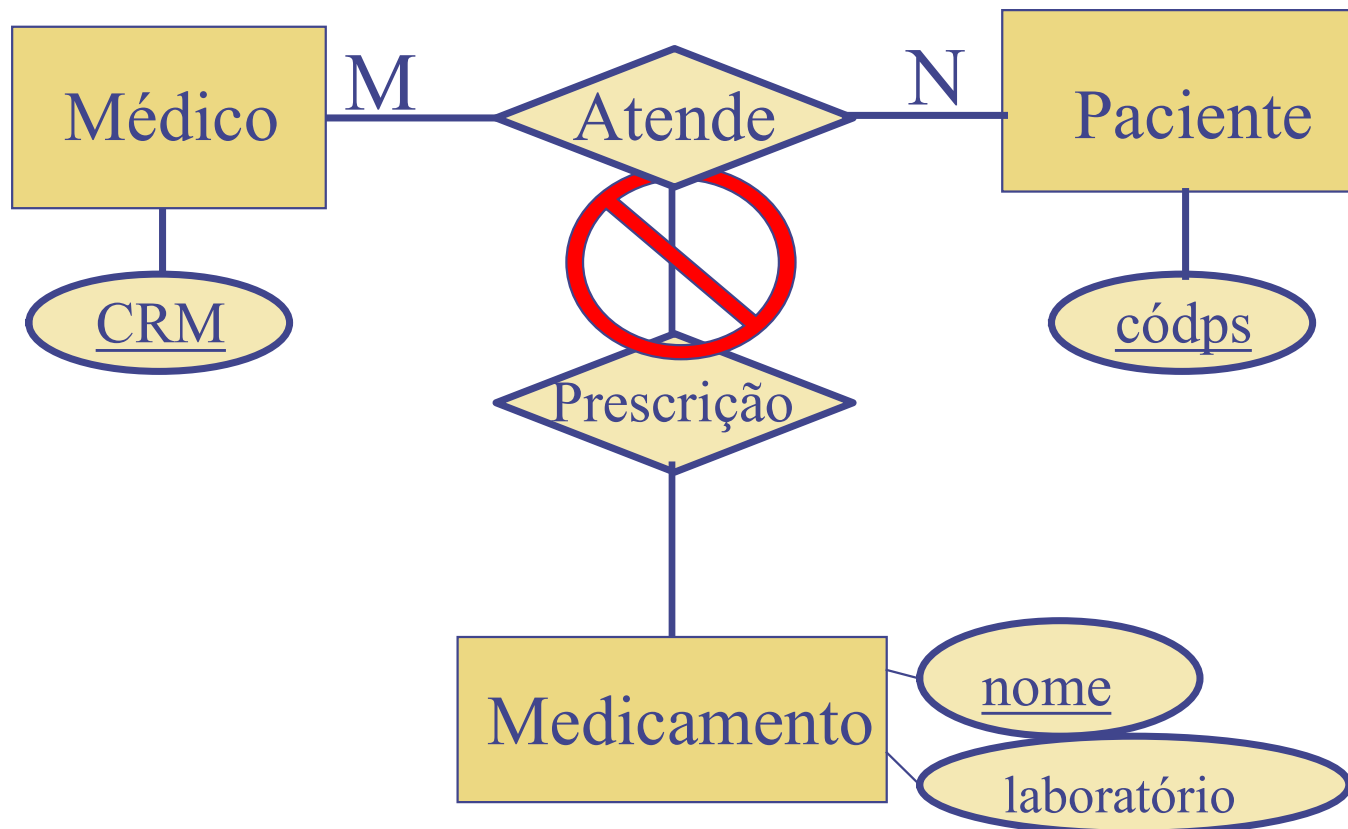 Médico
M
Atende
N
Paciente
CRM
códps
Prescrição
Medicamento
nome
laboratório